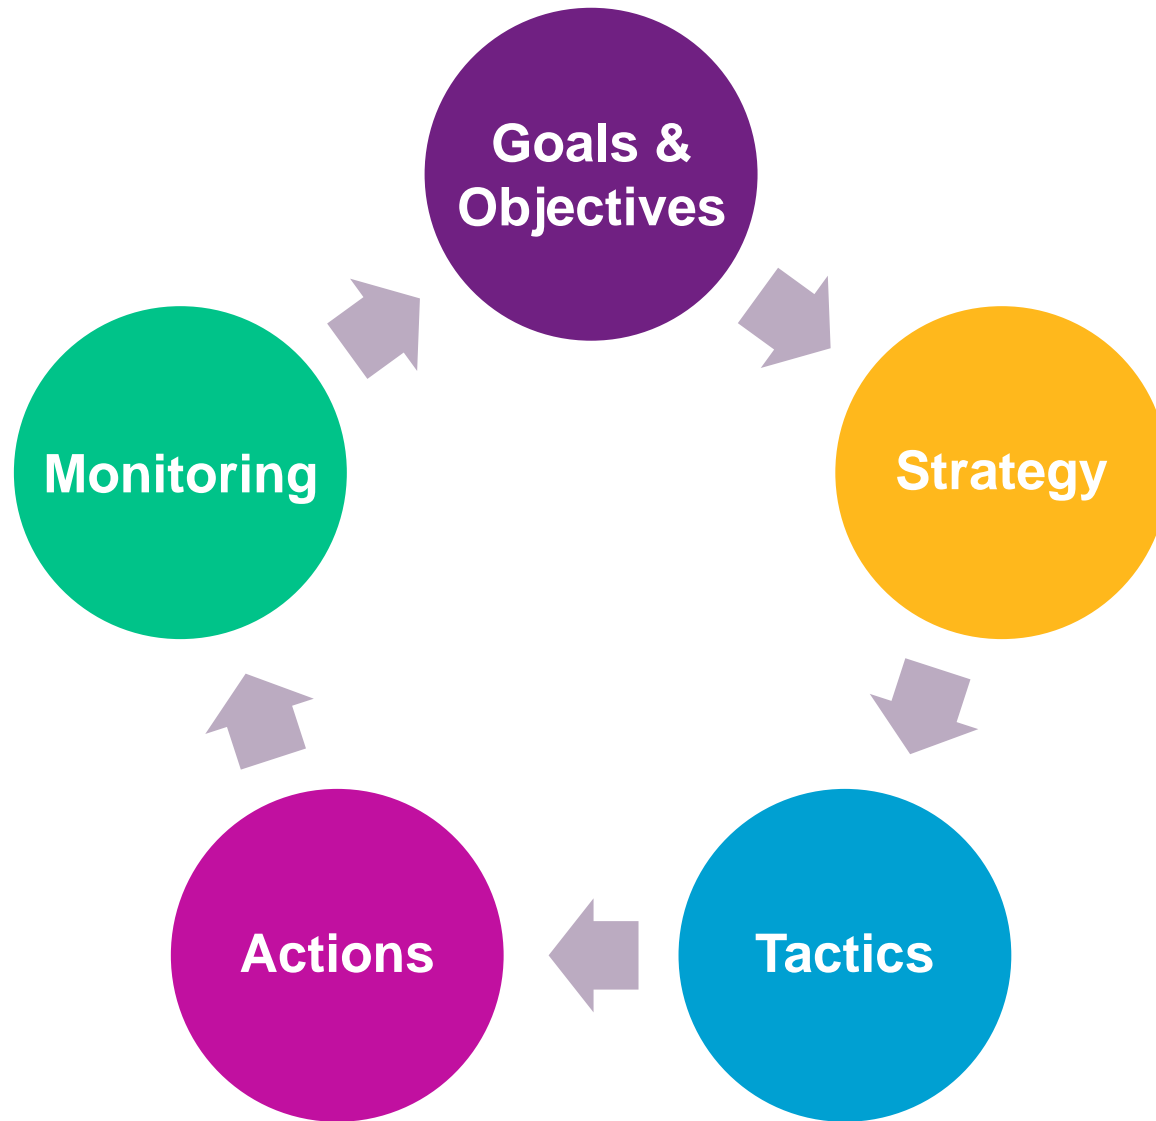 Goals &
Objectives
Strategy
Tactics
Actions
Monitoring